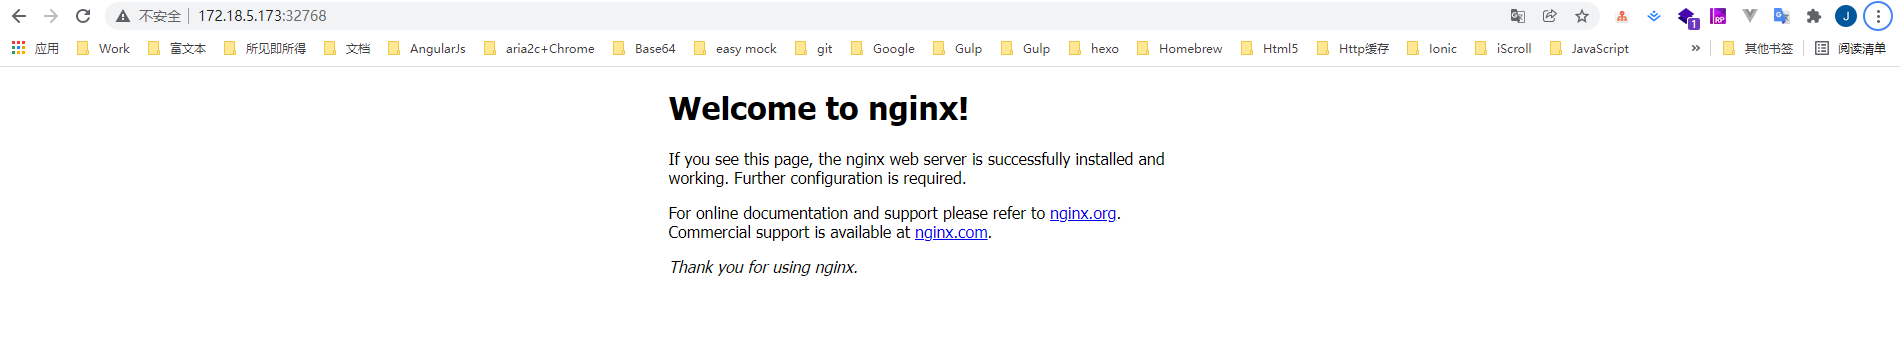 不安全 172.18.5.173:32768
RP 1 J
应用 Work 富文本 所见即所得 文档 AngularJs aria2c+Chrome Base64 easy mock git Google Gulp Gulp hexo Homebrew Html5 Http缓存 Ionic iScroll JavaScript » 其他书签 阅读清单
Welcome to nginx!
If you see this page, the nginx web server is successfully installed and
working. Further configuration is required.
For online documentation and support please refer to nginx.org.
Commercial support is available at nginx.com.
Thank you for using nginx.